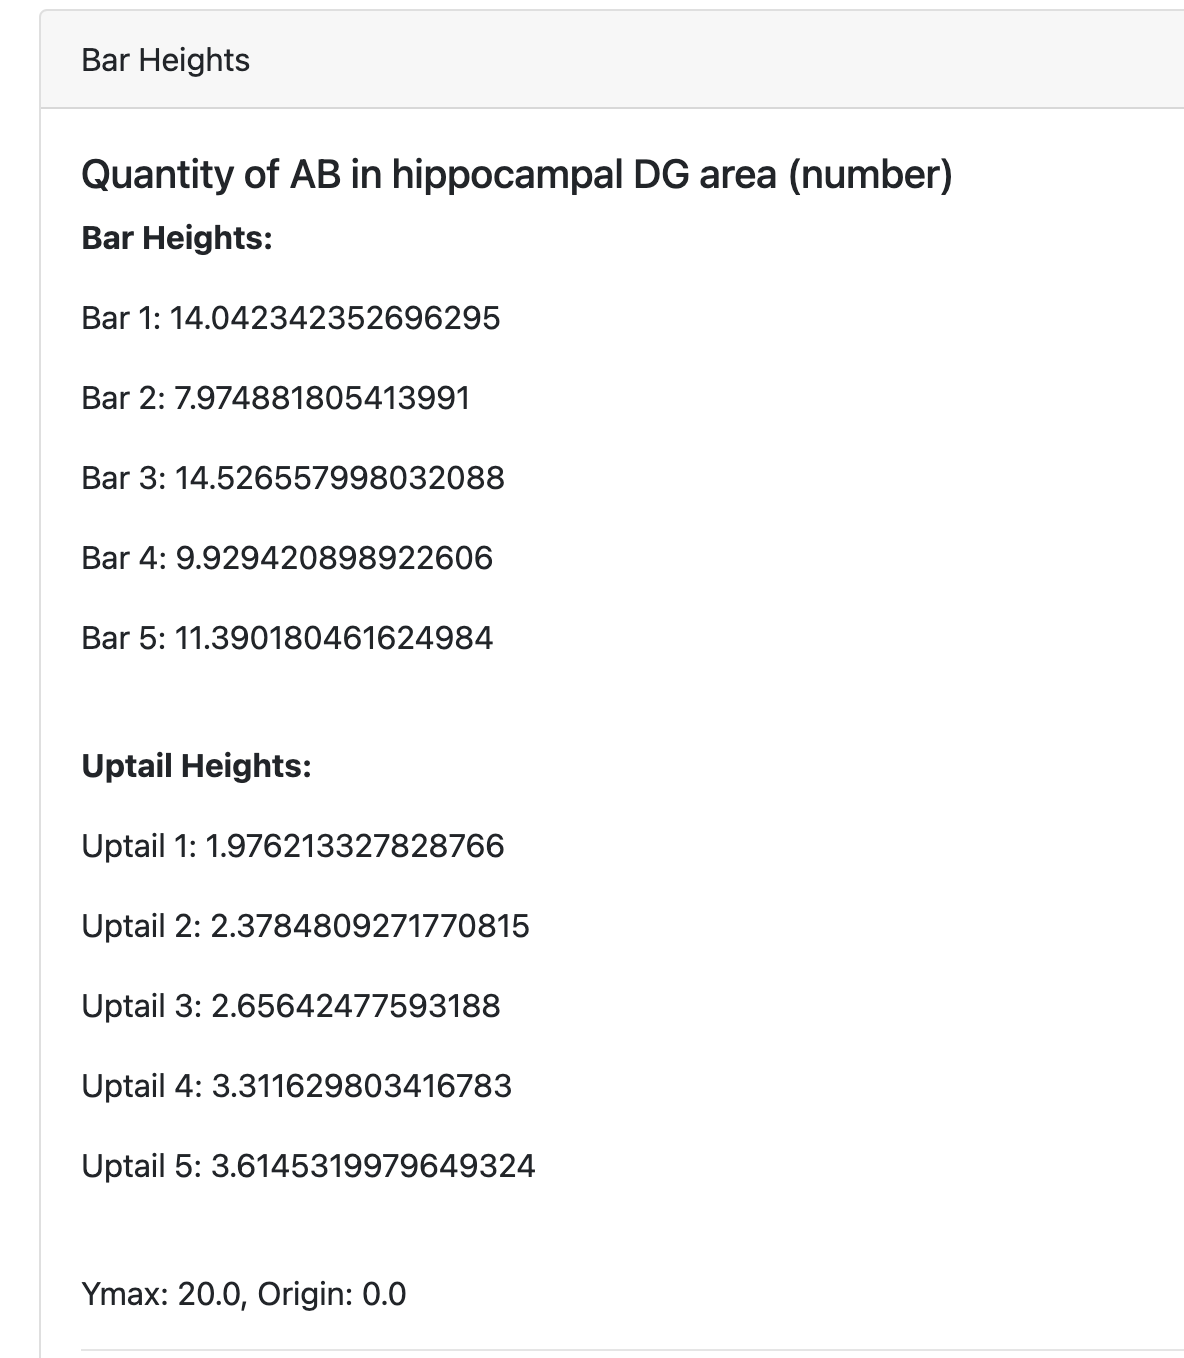 Bar Heights
Quantity of AB in hippocampal DG area (number)
Bar Heights:
Bar 1: 14.042342352696295
Bar 2: 7.974881805413991
Bar 3: 14.526557998032088
Bar 4: 9.929420898922606
Bar 5: 11.390180461624984
Uptail Heights:
Uptail 1: 1.976213327828766
Uptail 2: 2.3784809271770815
Uptail 3: 2.65642477593188
Uptail 4: 3.311629803416783
Uptail 5: 3.6145319979649324
Ymax: 20.0, Origin: 0.0